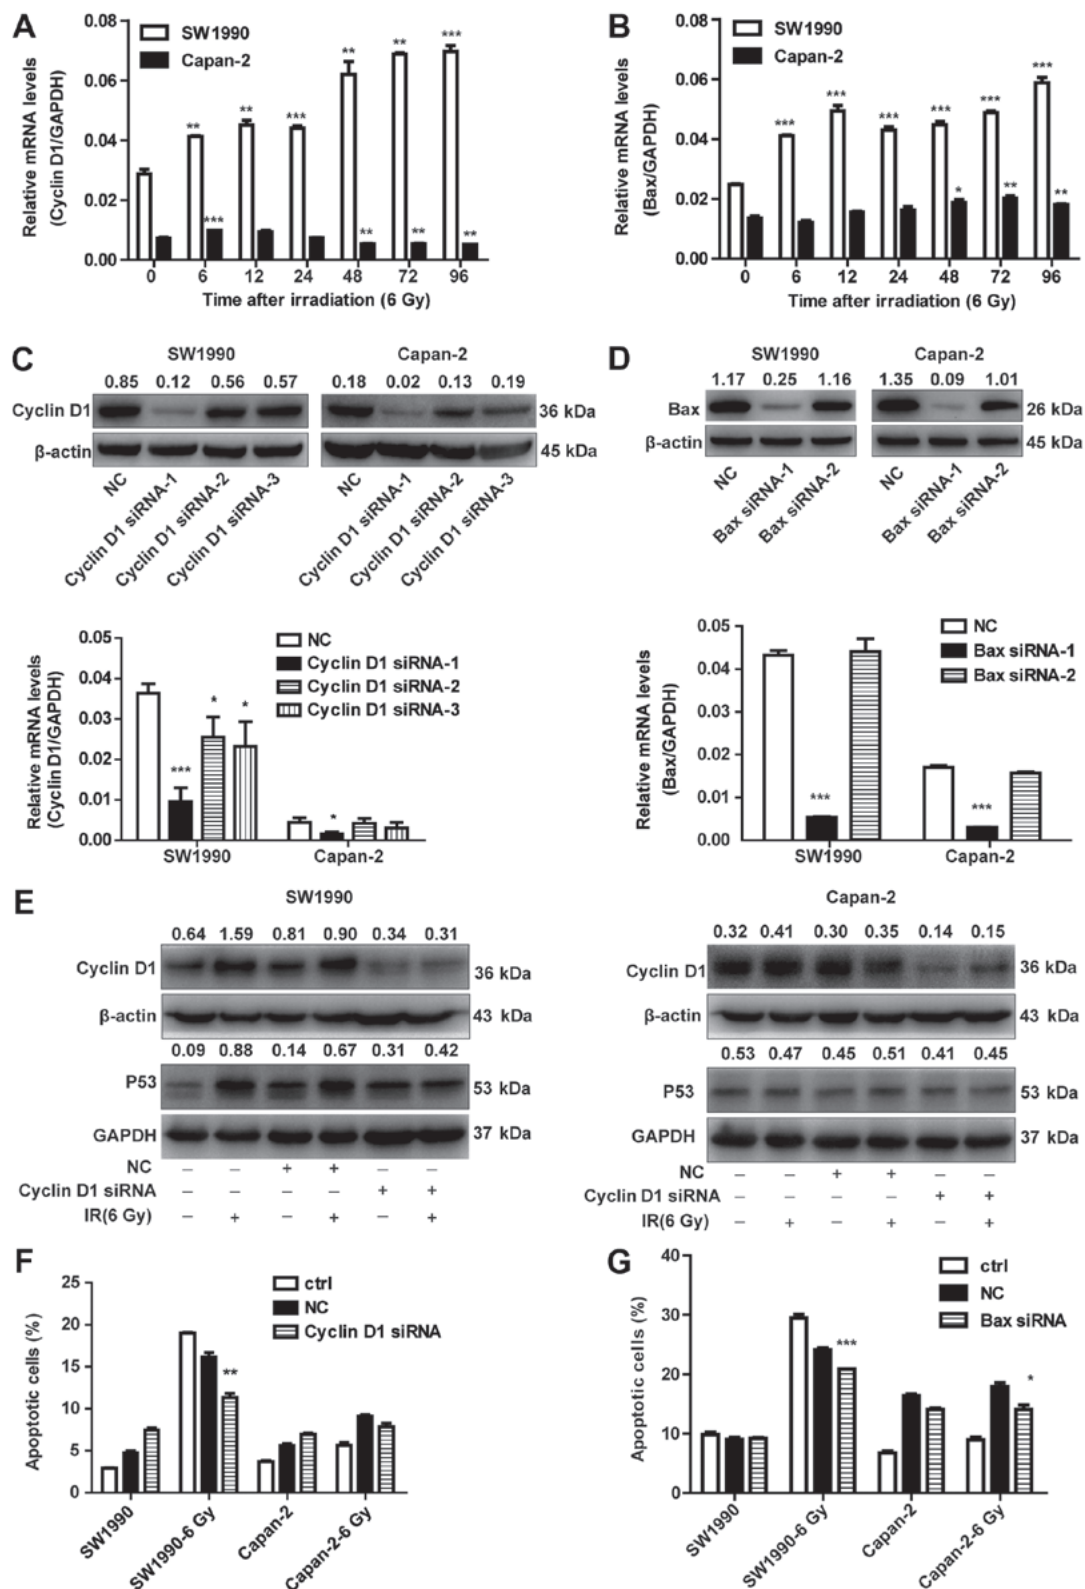 A
Relative mRNA levels
(Cyclin D1/GAPDH)
0.08
0.06
0.04
0.02
0.00
SW1990
Capan-2
** ** *** ** ** ***
*** ** ** **
0 6 12 24 48 72 96
Time after irradiation (6 Gy)
B
Relative mRNA levels
(Bax/GAPDH)
0.08
0.06
0.04
0.02
0.00
SW1990
Capan-2
*** *** *** *** *** ***
* ** **
0 6 12 24 48 72 96
Time after irradiation (6 Gy)
C
SW1990 Capan-2
0.85 0.12 0.56 0.57 0.18 0.02 0.13 0.19
Cyclin D1 36 kDa
β-actin 45 kDa
NC
Cyclin D1 siRNA-1
Cyclin D1 siRNA-2
Cyclin D1 siRNA-3
NC
Cyclin D1 siRNA-1
Cyclin D1 siRNA-2
Cyclin D1 siRNA-3
Relative mRNA levels
(Cyclin D1/GAPDH)
0.05
0.04
0.03
0.02
0.01
0.00
NC
Cyclin D1 siRNA-1
Cyclin D1 siRNA-2
Cyclin D1 siRNA-3
*** * * *
SW1990 Capan-2
D
SW1990 Capan-2
1.17 0.25 1.16 1.35 0.09 1.01
Bax 26 kDa
β-actin 45 kDa
NC
Bax siRNA-1
Bax siRNA-2
NC
Bax siRNA-1
Bax siRNA-2
Relative mRNA levels
(Bax/GAPDH)
0.05
0.04
0.03
0.02
0.01
0.00
NC
Bax siRNA-1
Bax siRNA-2
*** ***
SW1990 Capan-2
E
SW1990
0.64 1.59 0.81 0.90 0.34 0.31
Cyclin D1 36 kDa
β-actin 43 kDa
0.09 0.88 0.14 0.67 0.31 0.42
P53 53 kDa
GAPDH 37 kDa
NC – – + + – –
Cyclin D1 siRNA – – – – + +
IR(6 Gy) – + – + – +
Capan-2
0.32 0.41 0.30 0.35 0.14 0.15
Cyclin D1 36 kDa
β-actin 43 kDa
0.53 0.47 0.45 0.51 0.41 0.45
P53 53 kDa
GAPDH 37 kDa
NC – – + + – –
Cyclin D1 siRNA – – – – + +
IR(6 Gy) – + – + – +
F
Apoptotic cells (%)
25
20
15
10
5
0
ctrl
NC
Cyclin D1 siRNA
**
SW1990
SW1990-6 Gy
Capan-2
Capan-2-6 Gy
G
Apoptotic cells (%)
40
30
20
10
0
ctrl
NC
Bax siRNA
*** *
SW1990
SW1990-6 Gy
Capan-2
Capan-2-6 Gy